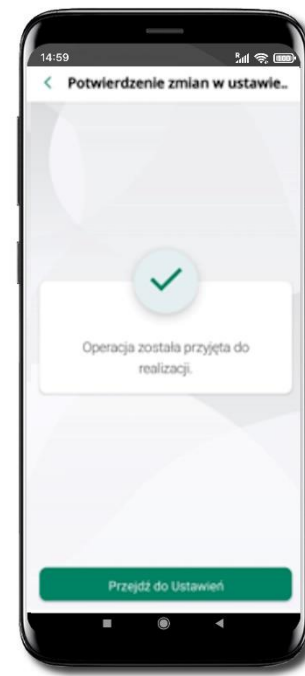 14:59
Potwierdzenie zmian w ustawie..
Operacja została przyjęta do
realizacji.
Przejdź do Ustawień